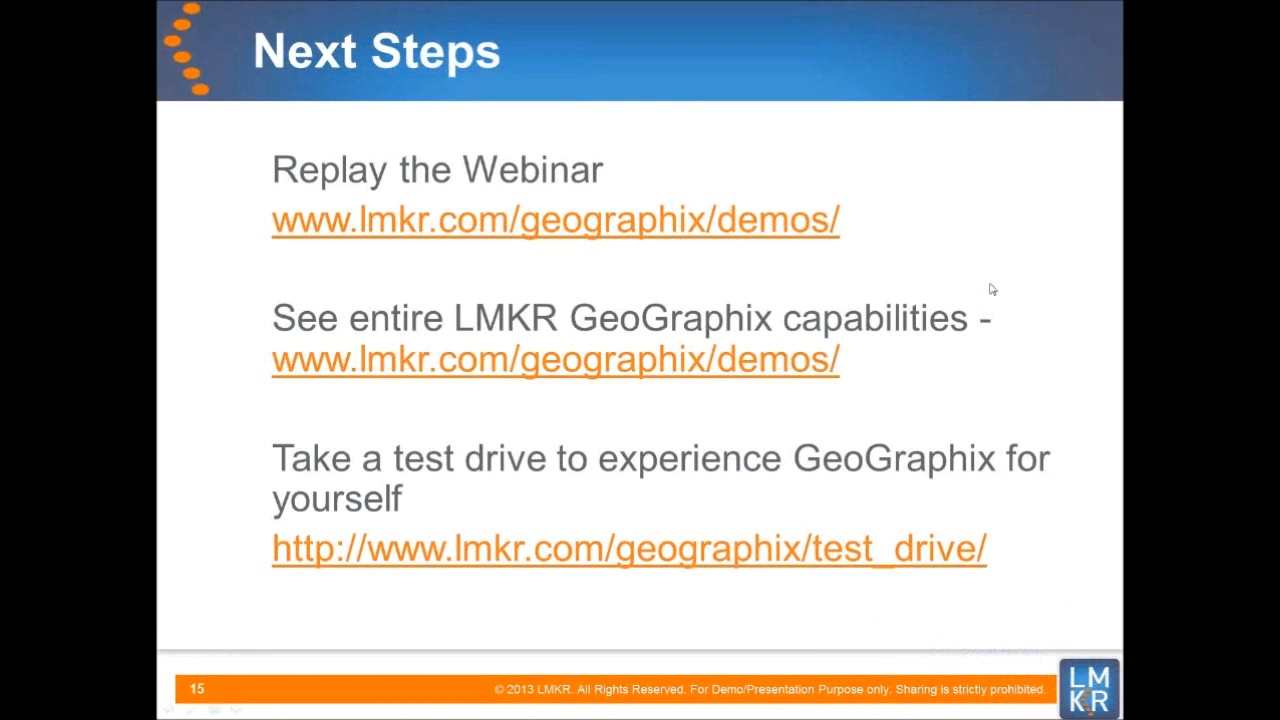 Next Steps
Replay the Webinar
www.lmkr.com/geographix/demos/
See entire LMKR GeoGraphix capabilities -
www.lmkr.com/geographix/demos/
Take a test drive to experience GeoGraphix for
yourself
http://www.lmkr.com/geographix/test_drive/
15
© 2013 LMKR. All Rights Reserved. For Demo/Presentation Purpose only. Sharing is strictly prohibited.
LM
KR